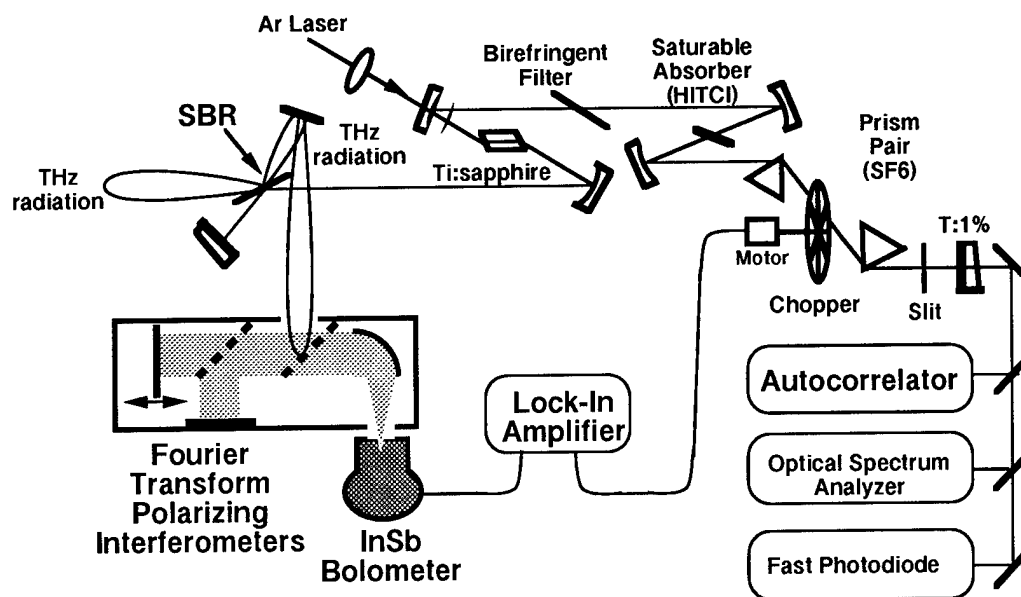 Ar Laser
Birefringent
Filter
Saturable
Absorber
(HITCI)
Prism
Pair
(SF6)
SBR
THz
radiation
THz
radiation
Ti:sapphire
T:1%
Motor
Chopper
Slit
Autocorrelator
Lock-In
Amplifier
Optical Spectrum
Analyzer
Fast Photodiode
Fourier
Transform
Polarizing
Interferometers
InSb
Bolometer